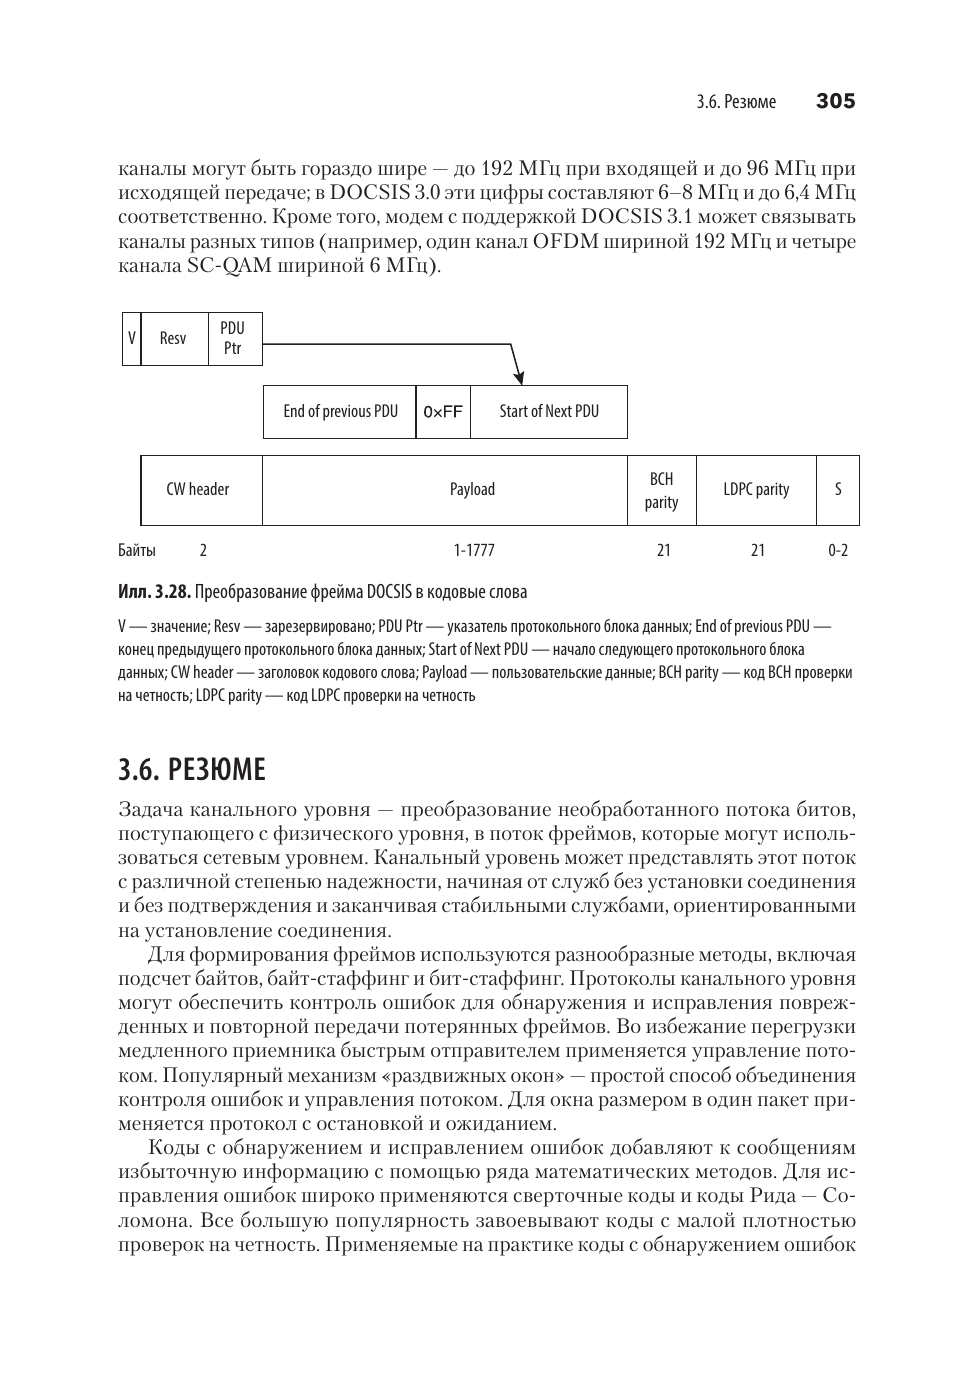 3.6. Резюме 305
каналы могут быть гораздо шире — до 192 МГц при входящей и до 96 МГц при
исходящей передаче; в DOCSIS 3.0 эти цифры составляют 6–8 МГц и до 6,4 МГц
соответственно. Кроме того, модем с поддержкой DOCSIS 3.1 может связывать
каналы разных типов (например, один канал OFDM шириной 192 МГц и четыре
канала SC-QAM шириной 6 МГц).
V Resv PDU
Ptr
End of previous PDU 0×FF Start of Next PDU
CW header Payload BCH
parity LDPC parity S
Байты 2 1-1777 21 21 0-2
Илл. 3.28. Преобразование фрейма DOCSIS в кодовые слова
V — значение; Resv — зарезервировано; PDU Ptr — указатель протокольного блока данных; End of previous PDU —
конец предыдущего протокольного блока данных; Start of Next PDU — начало следующего протокольного блока
данных; CW header — заголовок кодового слова; Payload — пользовательские данные; BCH parity — код BCH проверки
на четность; LDPC parity — код LDPC проверки на четность
3.6. РЕЗЮМЕ
Задача канального уровня — преобразование необработанного потока битов,
поступающего с физического уровня, в поток фреймов, которые могут исполь-
зоваться сетевым уровнем. Канальный уровень может представлять этот поток
с различной степенью надежности, начиная от служб без установки соединения
и без подтверждения и заканчивая стабильными службами, ориентированными
на установление соединения.
Для формирования фреймов используются разнообразные методы, включая
подсчет байтов, байт-стаффинг и бит-стаффинг. Протоколы канального уровня
могут обеспечить контроль ошибок для обнаружения и исправления повреж-
денных и повторной передачи потерянных фреймов. Во избежание перегрузки
медленного приемника быстрым отправителем применяется управление пото-
ком. Популярный механизм «раздвижных окон» — простой способ объединения
контроля ошибок и управления потоком. Для окна размером в один пакет при-
меняется протокол с остановкой и ожиданием.
Коды с обнаружением и исправлением ошибок добавляют к сообщениям
избыточную информацию с помощью ряда математических методов. Для ис-
правления ошибок широко применяются сверточные коды и коды Рида — Со-
ломона. Все большую популярность завоевывают коды с малой плотностью
проверок на четность. Применяемые на практике коды с обнаружением ошибок